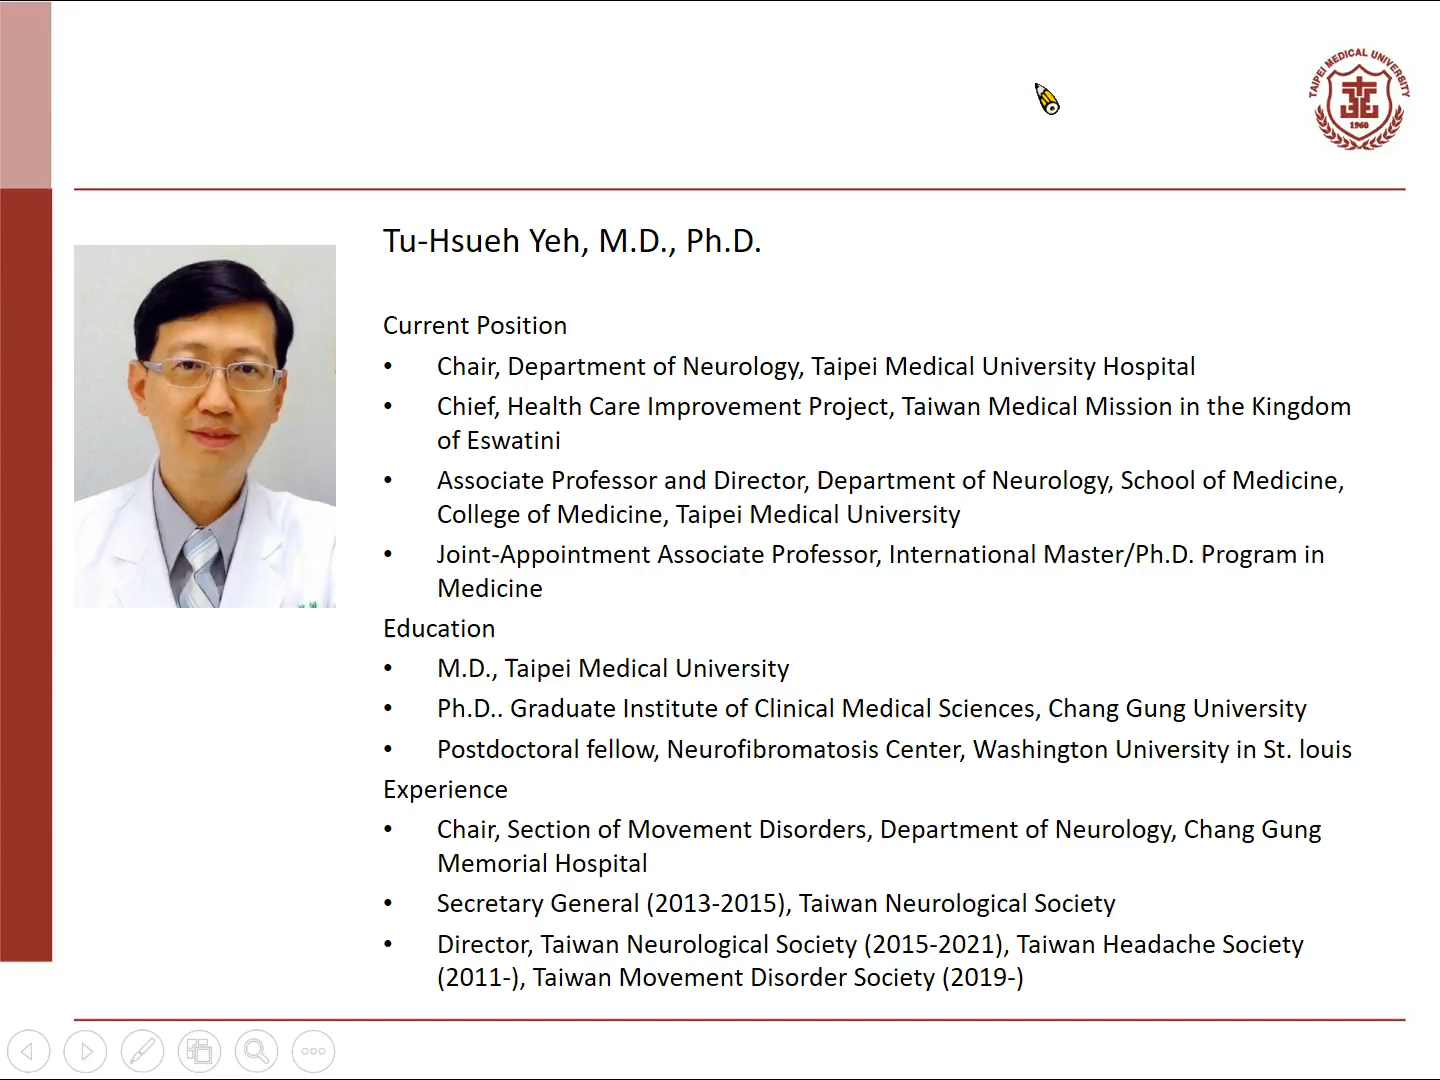 TAIPEI MEDICAL UNIVERSITY
1960
Tu-Hsueh Yeh, M.D., Ph.D.
Current Position
• Chair, Department of Neurology, Taipei Medical University Hospital
• Chief, Health Care Improvement Project, Taiwan Medical Mission in the Kingdom
of Eswatini
• Associate Professor and Director, Department of Neurology, School of Medicine,
College of Medicine, Taipei Medical University
• Joint-Appointment Associate Professor, International Master/Ph.D. Program in
Medicine
Education
• M.D., Taipei Medical University
• Ph.D.. Graduate Institute of Clinical Medical Sciences, Chang Gung University
• Postdoctoral fellow, Neurofibromatosis Center, Washington University in St. louis
Experience
• Chair, Section of Movement Disorders, Department of Neurology, Chang Gung
Memorial Hospital
• Secretary General (2013-2015), Taiwan Neurological Society
• Director, Taiwan Neurological Society (2015-2021), Taiwan Headache Society
(2011-), Taiwan Movement Disorder Society (2019-)